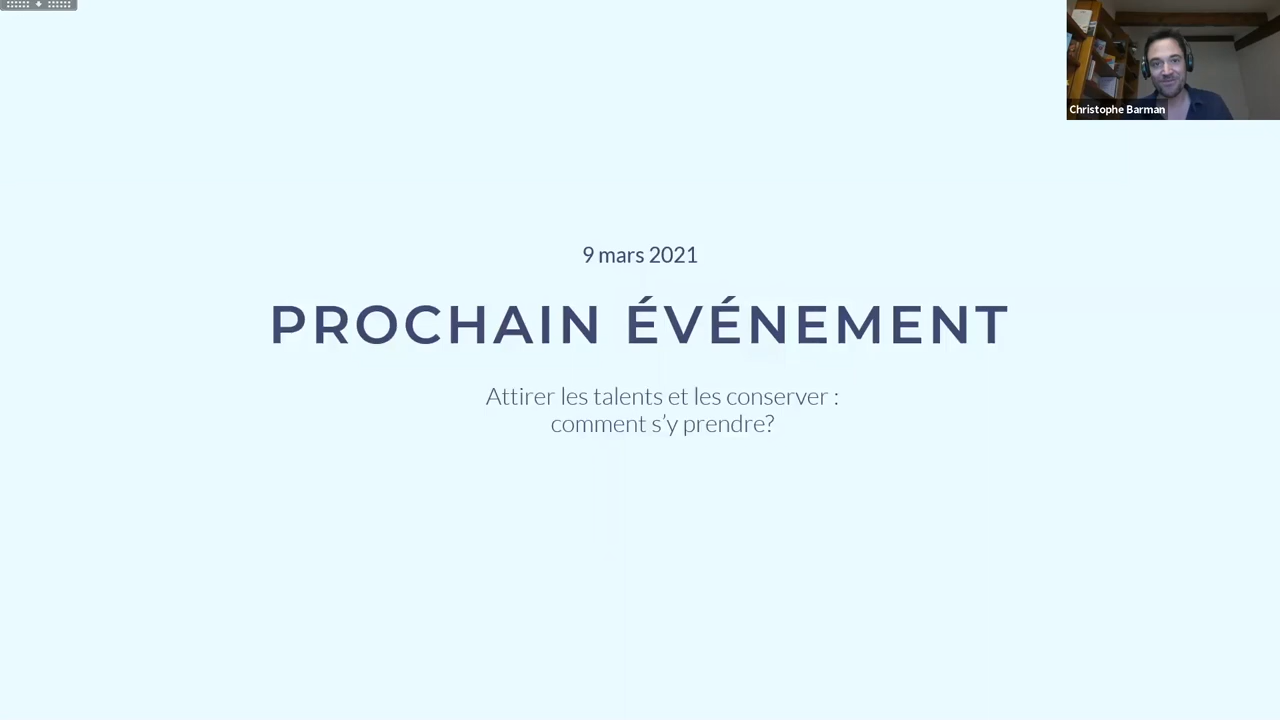 Christophe Barman
9 mars 2021
PROCHAIN ÉVÉNEMENT
Attirer les talents et les conserver :
comment s’y prendre?